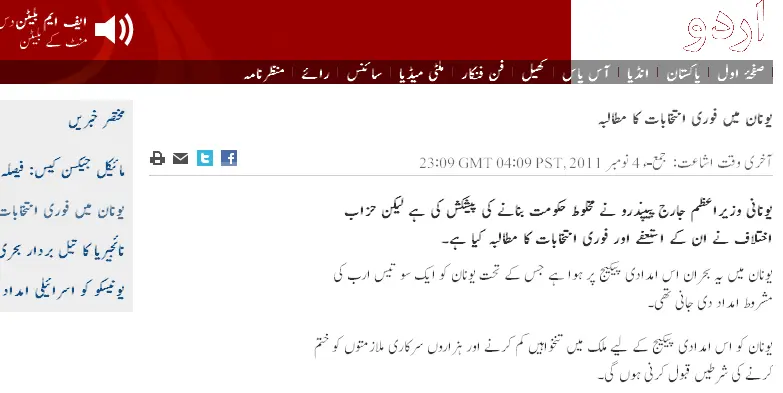 اردو
ایف ایم بلیٹن دس
منٹ کے بلیٹن
صفحۂ اول | پاکستان | انڈیا | آس پاس | کھیل | فن فنکار | ملٹی میڈیا | سائنس | رائے | منظرنامہ
یونان میں فوری انتخابات کا مطالبہ
آخری وقت اشاعت: جمعـہ 4 نومبر 2011 ,23:09 GMT 04:09 PST
یونانی وزیراعظم جارج پیپیندرو نے مخلوط حکومت بنانے کی پیشکش کی ہے لیکن حزاب
اختلاف نے ان کے استعفے اور فوری انتخابات کا مطالبہ کیا ہے۔
یونان میں یہ بحران اس امدادی پیکیج پر ہوا ہے جس کے تحت یونان کو ایک سو تیس ارب کی
مشروط امداد دی جانی تھی۔
یونان کو اس امدادی پیکیج کے لیے ملک میں تنخواہیں کم کرنے اور ہزاروں سرکاری ملازمتوں کو ختم
کرنے کی شرطیں قبول کرنی ہوں گی۔
مختصر خبریں
مائیکل جیکسن کیس: فیصلہ
یونان میں فوری انتخابات
نائجیریا کا تیل بردار بحری
یونیسکو کو اسرائیلی امداد